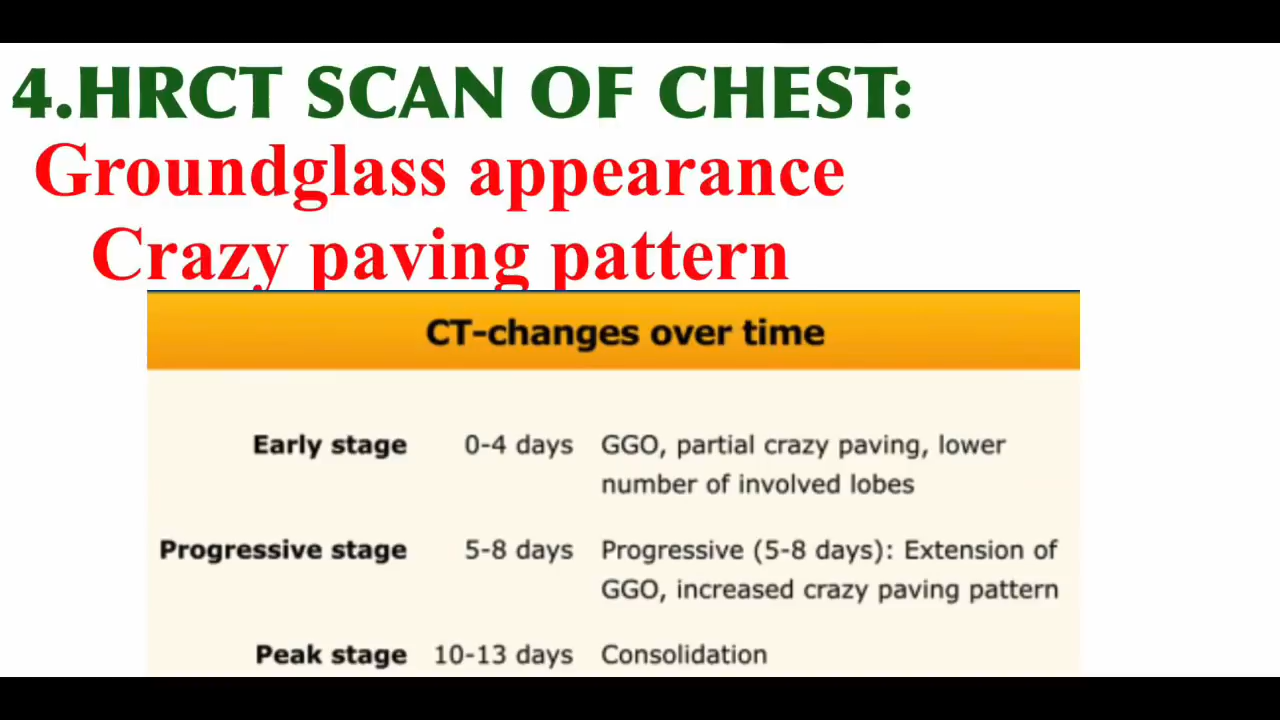 4.HRCT SCAN OF CHEST:
Groundglass appearance
Crazy paving pattern
CT-changes over time
Early stage 0-4 days GGO, partial crazy paving, lower
number of involved lobes
Progressive stage 5-8 days Progressive (5-8 days): Extension of
GGO, increased crazy paving pattern
Peak stage 10-13 days Consolidation